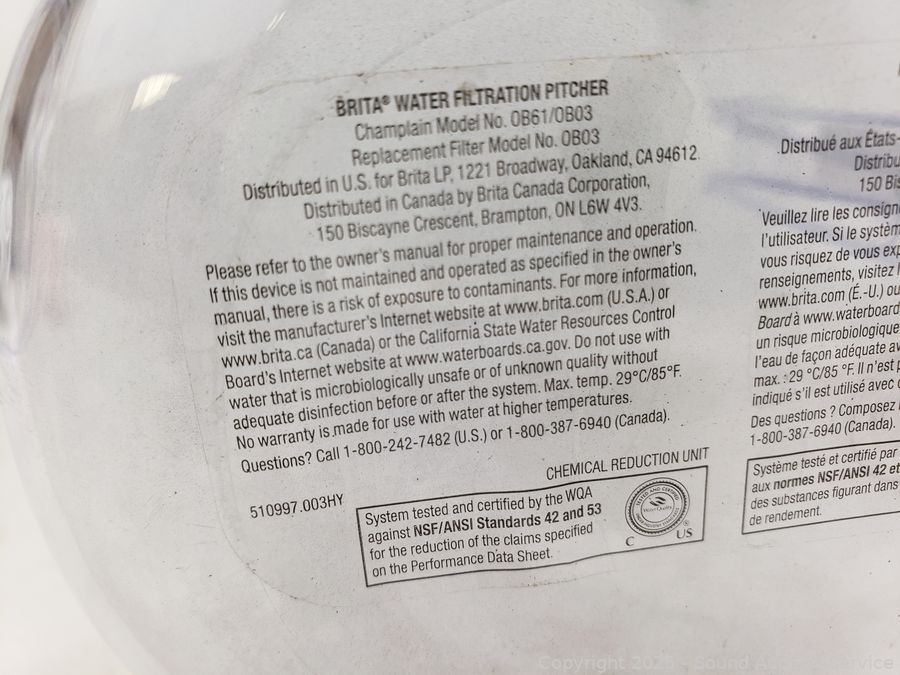 BRITA® WATER FILTRATION PITCHER
Champlain Model No. OB61/OB03
Replacement Filter Model No. OB03
Distributed in U.S. for Brita LP, 1221 Broadway, Oakland, CA 94612.
Distributed in Canada by Brita Canada Corporation,
150 Biscayne Crescent, Brampton, ON L6W 4V3.
Please refer to the owner's manual for proper maintenance and operation.
If this device is not maintained and operated as specified in the owner's
manual, there is a risk of exposure to contaminants. For more information,
visit the manufacturer's Internet website at www.brita.com (U.S.A.) or
www.brita.ca (Canada) or the California State Water Resources Control
Board's Internet website at www.waterboards.ca.gov. Do not use with
water that is microbiologically unsafe or of unknown quality without
adequate disinfection before or after the system. Max. temp. 29°C/85°F.
No warranty is made for use with water at higher temperatures.
Questions? Call 1-800-242-7482 (U.S.) or 1-800-387-6940 (Canada).
510997.003HY
CHEMICAL REDUCTION UNIT
System tested and certified by the WQA
against NSF/ANSI Standards 42 and 53
for the reduction of the claims specified
on the Performance Data Sheet.
TESTED AND CERTIFIED
Water Quality
C US
®
Distribué aux États-
Distribu
150 Bis
Veuillez lire les consign
l'utilisateur. Si le systèm
vous risquez de vous exp
renseignements, visitez l
www.brita.com (É.-U.) ou
Board à www.waterboard
un risque microbiologique
l'eau de façon adéquate av
max. : 29 °C/85 °F. Il n'est p
indiqué s'il est utilisé avec d
Des questions ? Composez l
1-800-387-6940 (Canada).
Système testé et certifié par
aux normes NSF/ANSI 42 et
des substances figurant dans
de rendement.
Copyright 2025 - Sound Auction Service